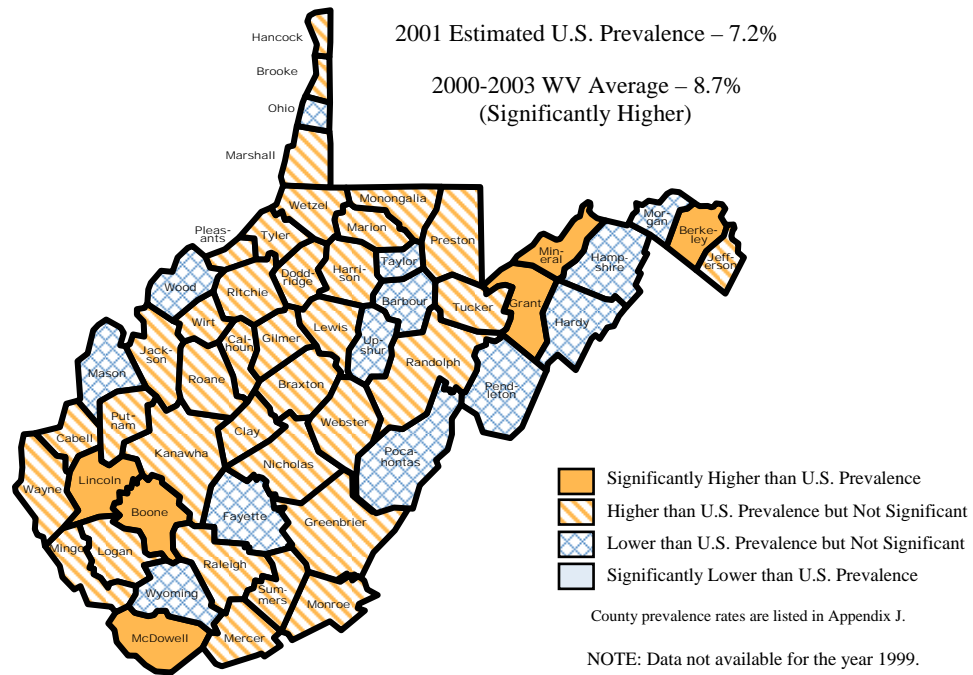 2001 Estimated U.S. Prevalence – 7.2%
2000-2003 WV Average – 8.7%
(Significantly Higher)
Hancock
Brooke
Ohio
Marshall
Wetzel
Monongalia
Marion
Preston
Pleas-
ants
Tyler
Dodd-
ridge
Harri-
son
Taylor
Barbour
Wood
Ritchie
Wirt
Cal-
houn
Gilmer
Lewis
Up-
shur
Tucker
Randolph
Grant
Min-
eral
Hamp-
shire
Hardy
Mor-
gan
Berke-
ley
Jeff-
erson
Pend-
leton
Jack-
son
Mason
Roane
Braxton
Webster
Poca-
hontas
Put-
nam
Cabell
Kanawha
Clay
Nicholas
Wayne
Lincoln
Boone
Fayette
Greenbrier
Mingo
Logan
Raleigh
Wyoming
Sum-
mers
Monroe
McDowell
Mercer
Significantly Higher than U.S. Prevalence
Higher than U.S. Prevalence but Not Significant
Lower than U.S. Prevalence but Not Significant
Significantly Lower than U.S. Prevalence
County prevalence rates are listed in Appendix J.
NOTE: Data not available for the year 1999.